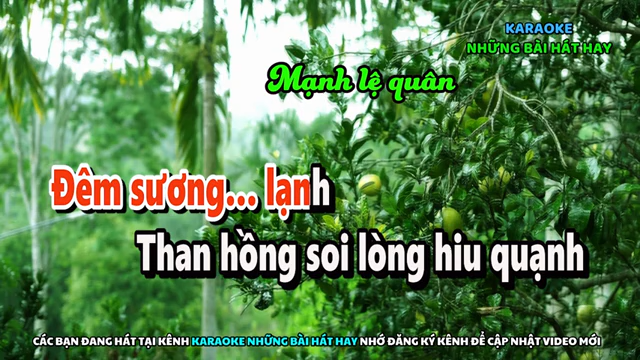 KARAOKE
NHỮNG BÀI HÁT HAY
Mạnh lệ quân
Đêm sương... lạnh
Than hồng soi lòng hiu quạnh
CÁC BẠN ĐANG HÁT TẠI KÊNH KARAOKE NHỮNG BÀI HÁT HAY NHỚ ĐĂNG KÝ KÊNH ĐỂ CẬP NHẬT VIDEO MỚI